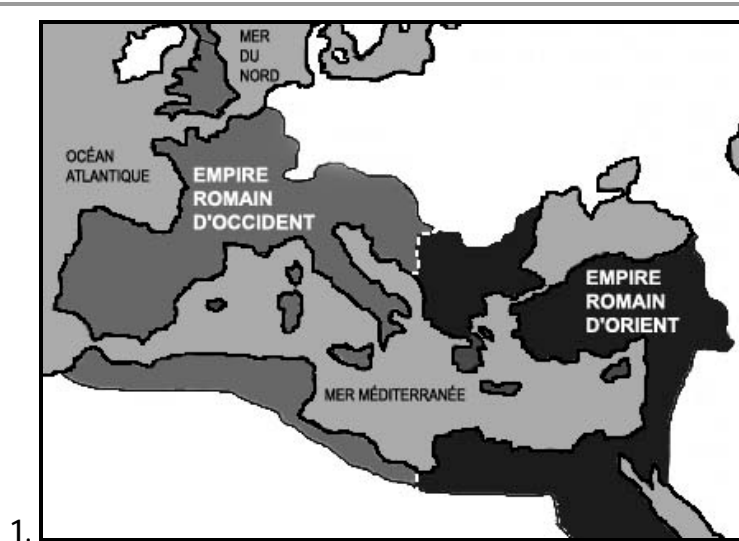 MER
DU
NORD
OCÉAN
ATLANTIQUE
EMPIRE
ROMAIN
D'OCCIDENT
EMPIRE
ROMAIN
D'ORIENT
MER MÉDITERRANÉE
1.